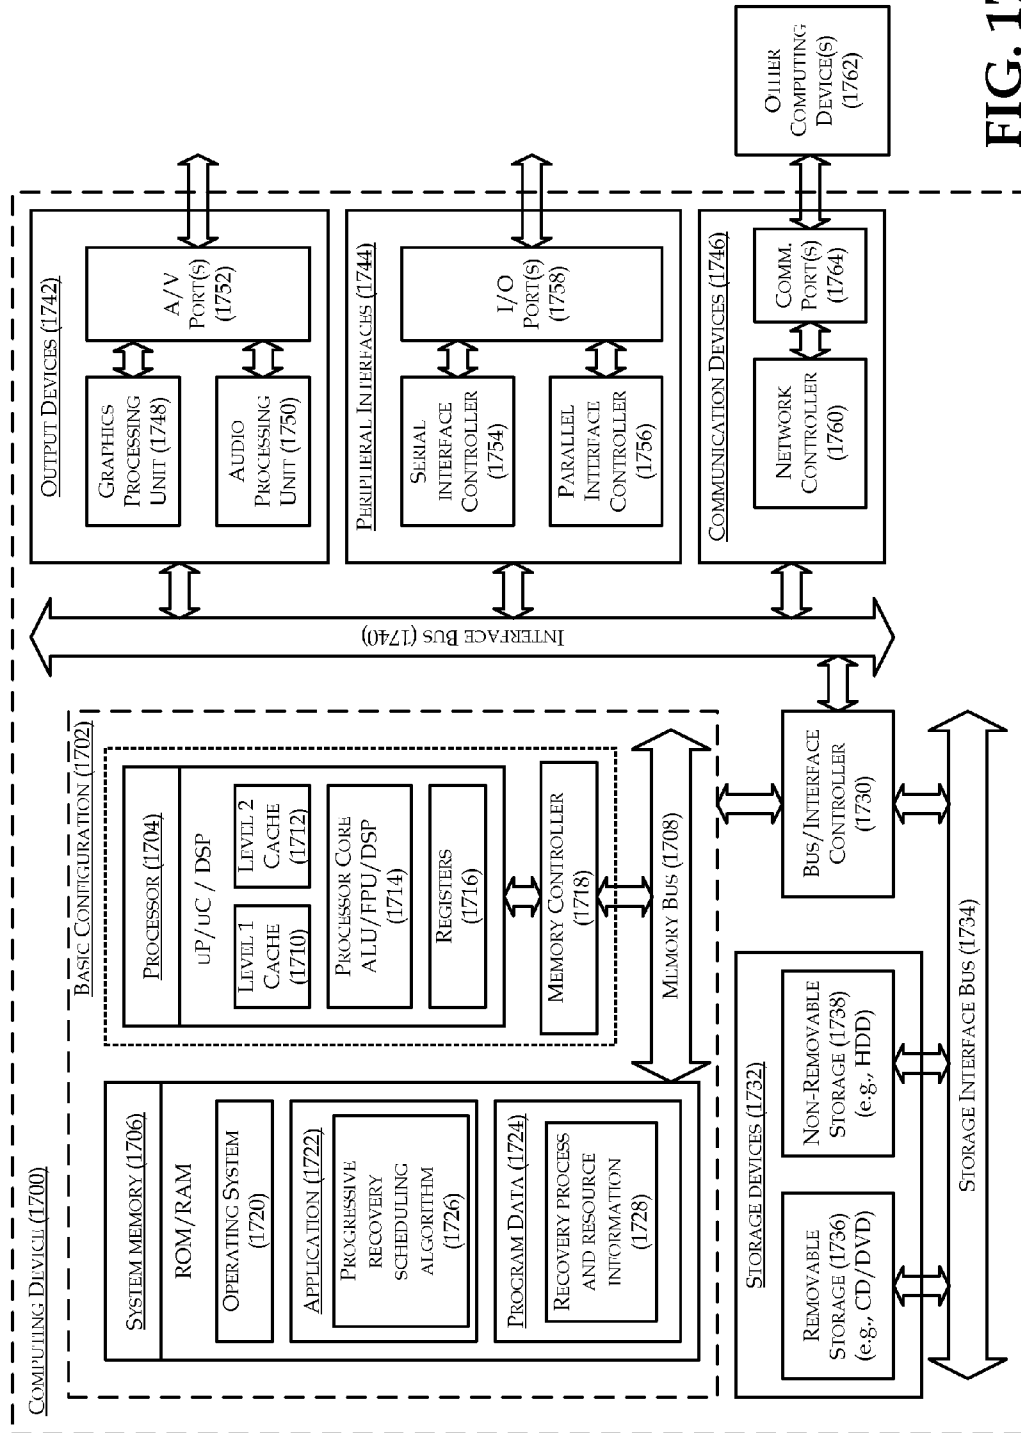 COMPUTING DEVICE (1700)
BASIC CONFIGURATION (1702)
SYSTEM MEMORY (1706)
ROM/RAM
OPERATING SYSTEM
(1720)
APPLICATION (1722)
PROGRESSIVE
RECOVERY
SCHEDULING
ALGORITHM
(1726)
PROGRAM DATA (1724)
RECOVERY PROCESS
AND RESOURCE
INFORMATION
(1728)
PROCESSOR (1704)
uP/uC / DSP
LEVEL 1
CACHE
(1710)
LEVEL 2
CACHE
(1712)
PROCESSOR CORE
ALU/FPU/DSP
(1714)
REGISTERS
(1716)
MEMORY CONTROLLER
(1718)
MEMORY BUS (1708)
STORAGE DEVICES (1732)
REMOVABLE
STORAGE (1736)
(e.g., CD/DVD)
NON-REMOVABLE
STORAGE (1738)
(e.g., HDD)
BUS/INTERFACE
CONTROLLER
(1730)
STORAGE INTERFACE BUS (1734)
INTERFACE BUS (1740)
OUTPUT DEVICES (1742)
GRAPHICS
PROCESSING
UNIT (1748)
AUDIO
PROCESSING
UNIT (1750)
A/V
PORT(S)
(1752)
PERIPHERAL INTERFACES (1744)
SERIAL
INTERFACE
CONTROLLER
(1754)
PARALLEL
INTERFACE
CONTROLLER
(1756)
I/O
PORT(S)
(1758)
COMMUNICATION DEVICES (1746)
NETWORK
CONTROLLER
(1760)
COMM.
PORT(S)
(1764)
OTHER
COMPUTING
DEVICE(S)
(1762)
FIG. 17